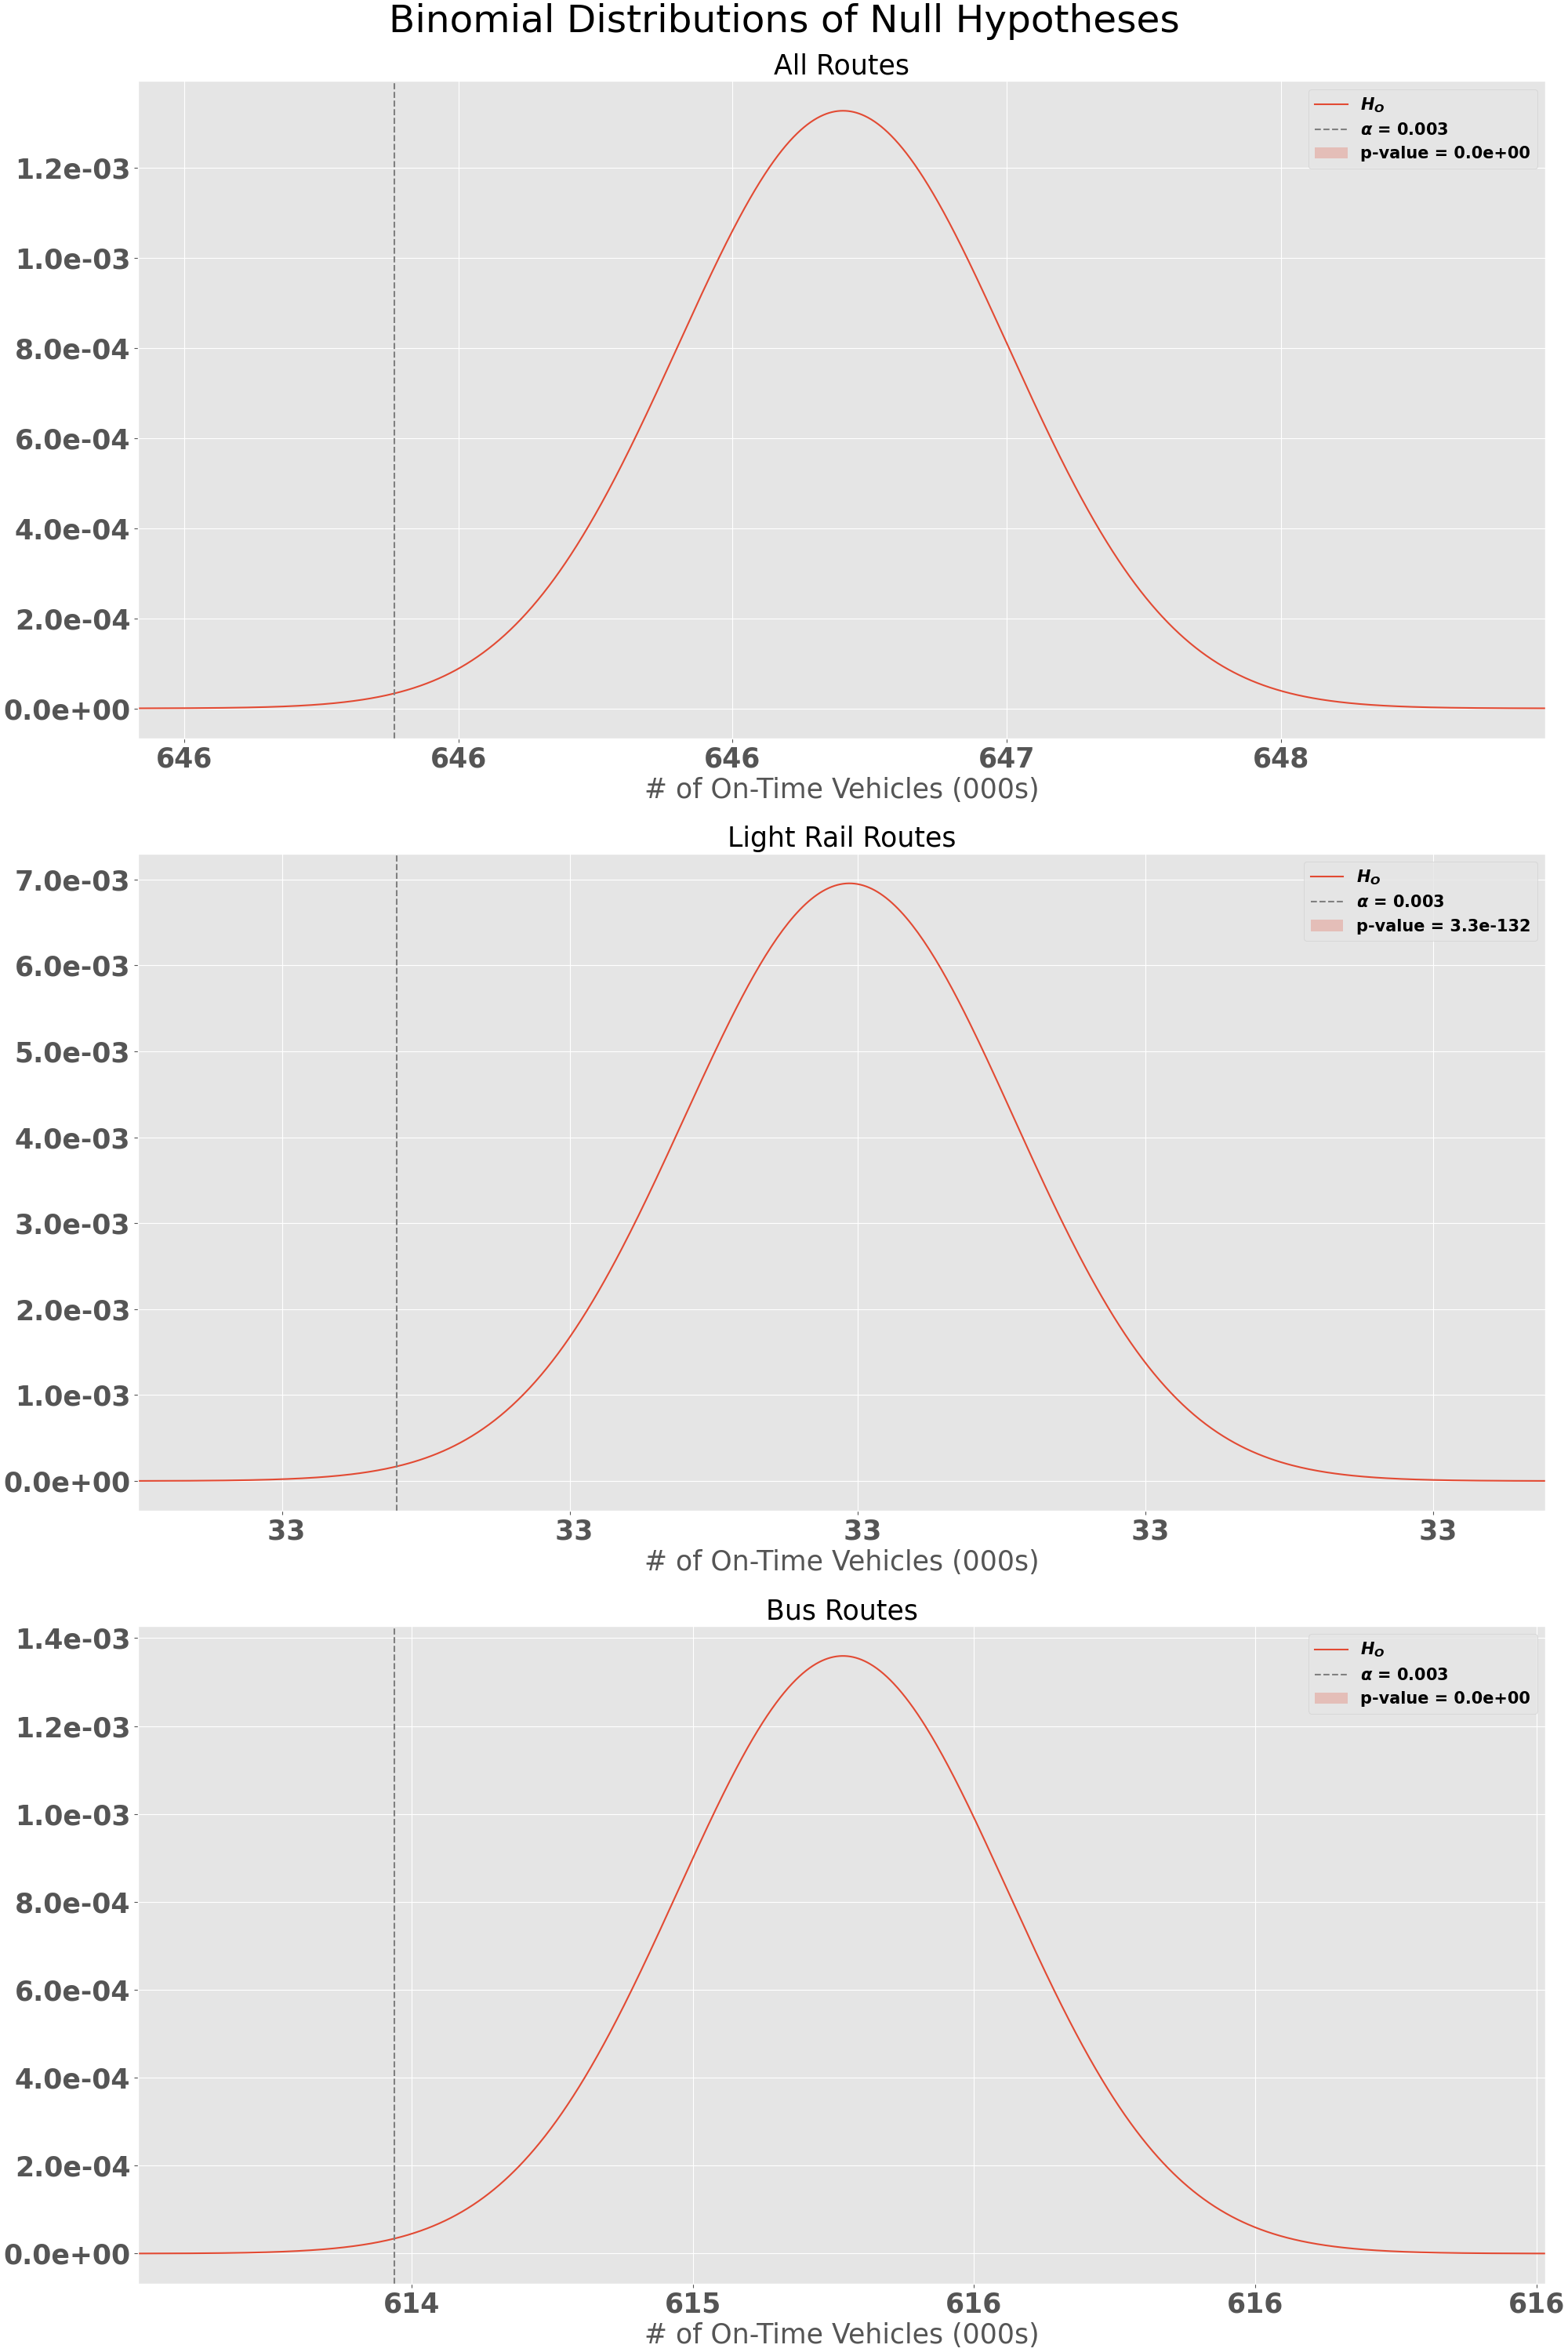 Binomial Distributions of Null Hypotheses
All Routes
H_O
α = 0.003
p-value = 0.0e+00
1.2e-03
1.0e-03
8.0e-04
6.0e-04
4.0e-04
2.0e-04
0.0e+00
646 646 646 647 648
# of On-Time Vehicles (000s)
Light Rail Routes
H_O
α = 0.003
p-value = 3.3e-132
7.0e-03
6.0e-03
5.0e-03
4.0e-03
3.0e-03
2.0e-03
1.0e-03
0.0e+00
33 33 33 33 33
# of On-Time Vehicles (000s)
Bus Routes
H_O
α = 0.003
p-value = 0.0e+00
1.4e-03
1.2e-03
1.0e-03
8.0e-04
6.0e-04
4.0e-04
2.0e-04
0.0e+00
614 615 616 616 616
# of On-Time Vehicles (000s)